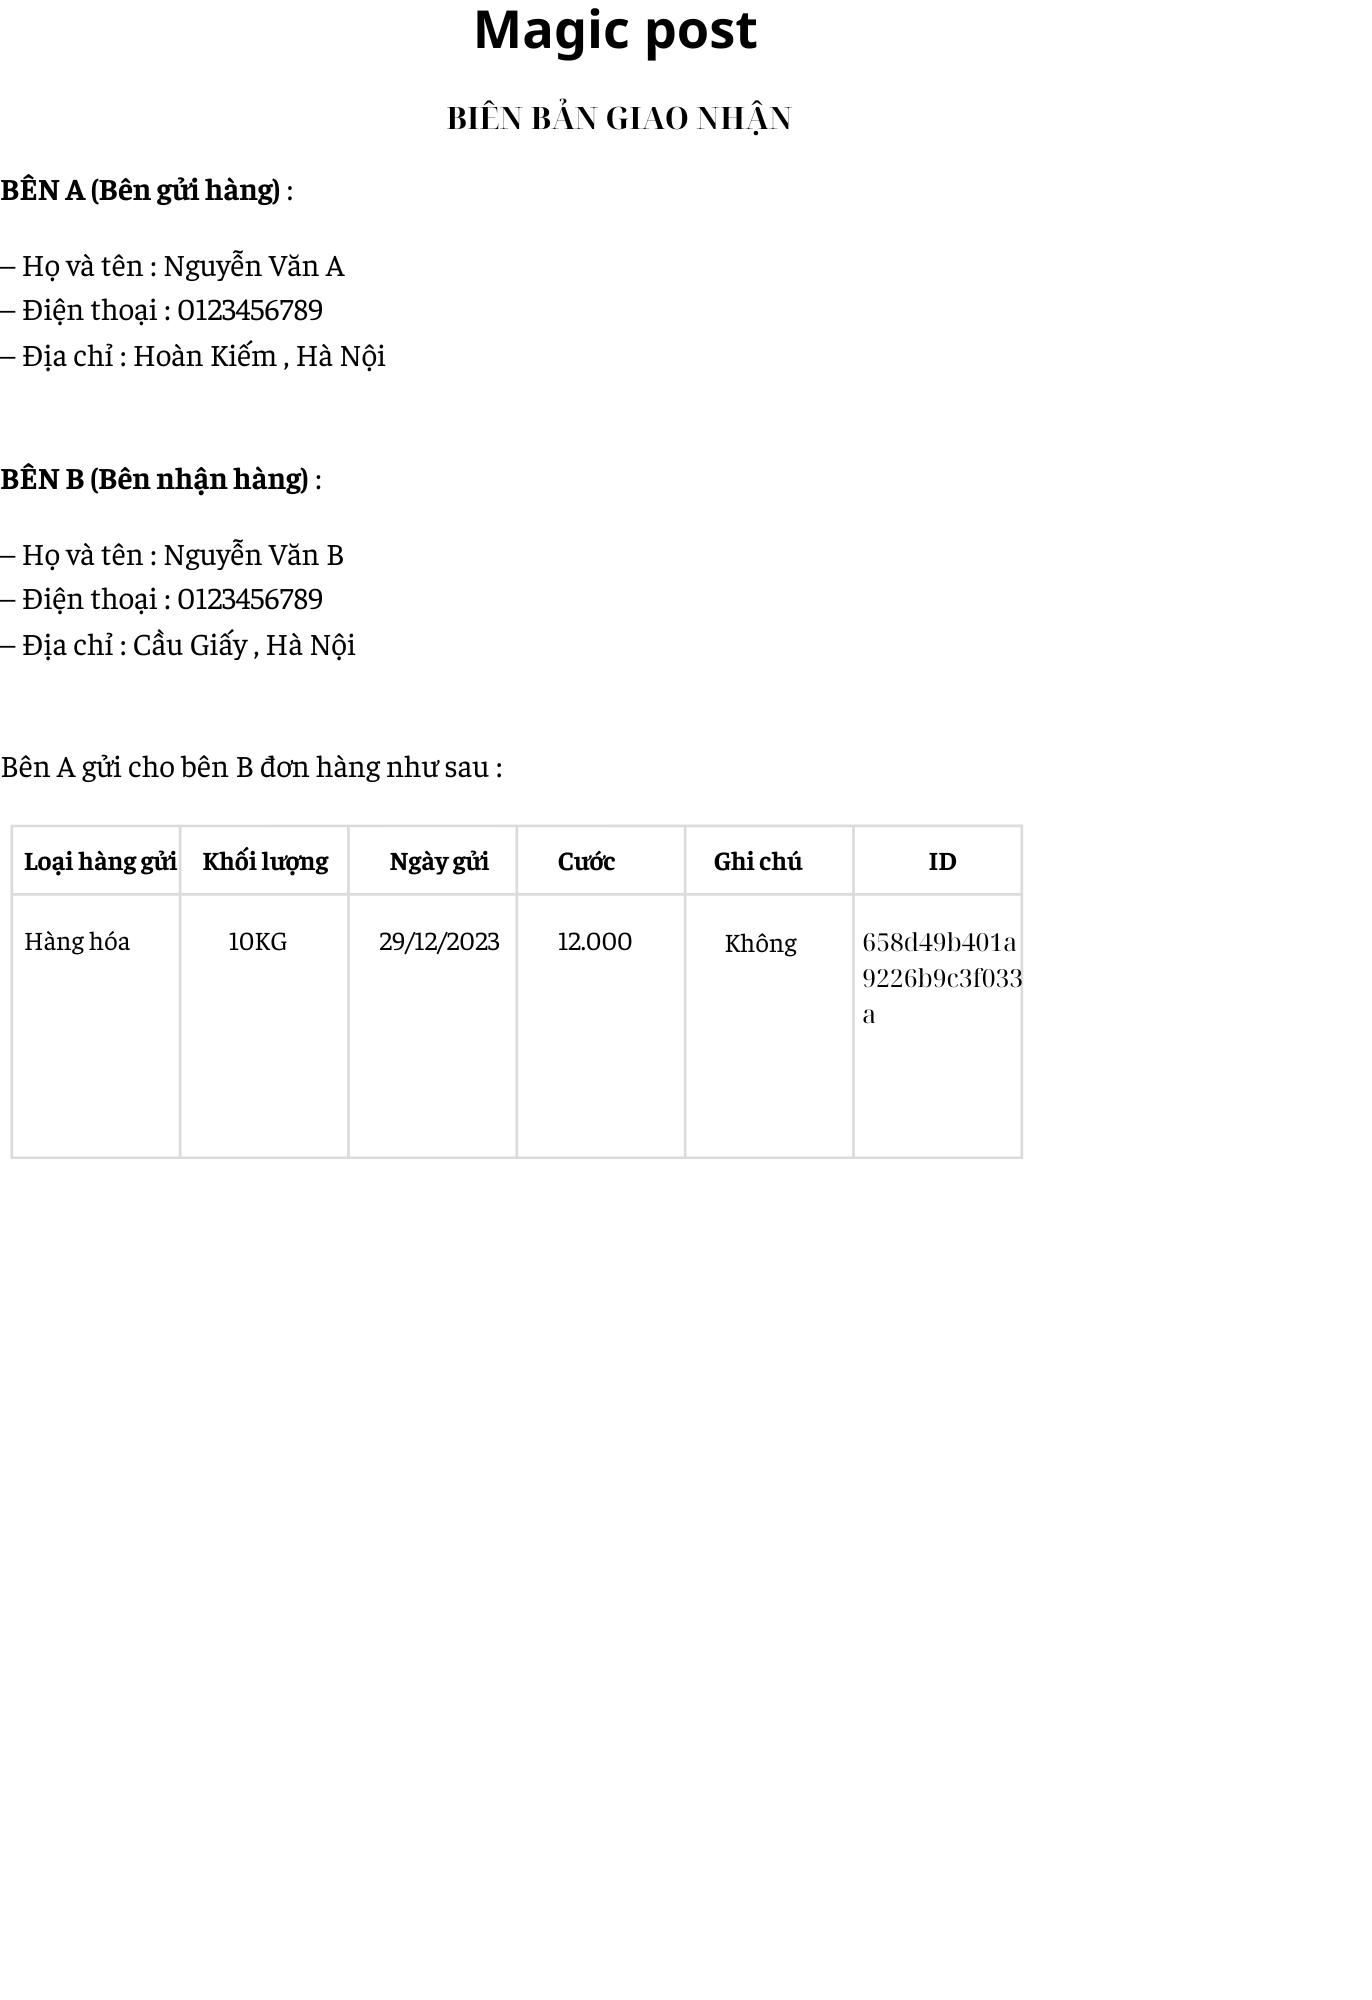 Magic post
BIÊN BẢN GIAO NHẬN
BÊN A (Bên gửi hàng) :
– Họ và tên : Nguyễn Văn A
– Điện thoại : 0123456789
– Địa chỉ : Hoàn Kiếm , Hà Nội
BÊN B (Bên nhận hàng) :
– Họ và tên : Nguyễn Văn B
– Điện thoại : 0123456789
– Địa chỉ : Cầu Giấy , Hà Nội
Bên A gửi cho bên B đơn hàng như sau :
Loại hàng gửi Khối lượng Ngày gửi Cước Ghi chú ID
Hàng hóa 10KG 29/12/2023 12.000 Không 658d49b401a
9226b9c3f033
a